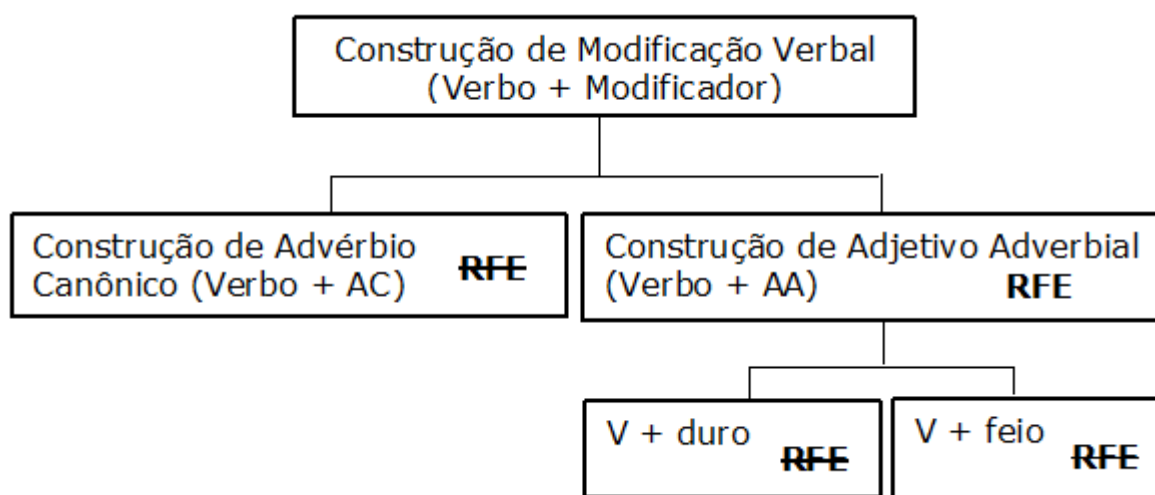 Construção de Modificação Verbal
(Verbo + Modificador)
Construção de Advérbio
Canônico (Verbo + AC) RFE
Construção de Adjetivo Adverbial
(Verbo + AA) RFE
V + duro RFE
V + feio RFE